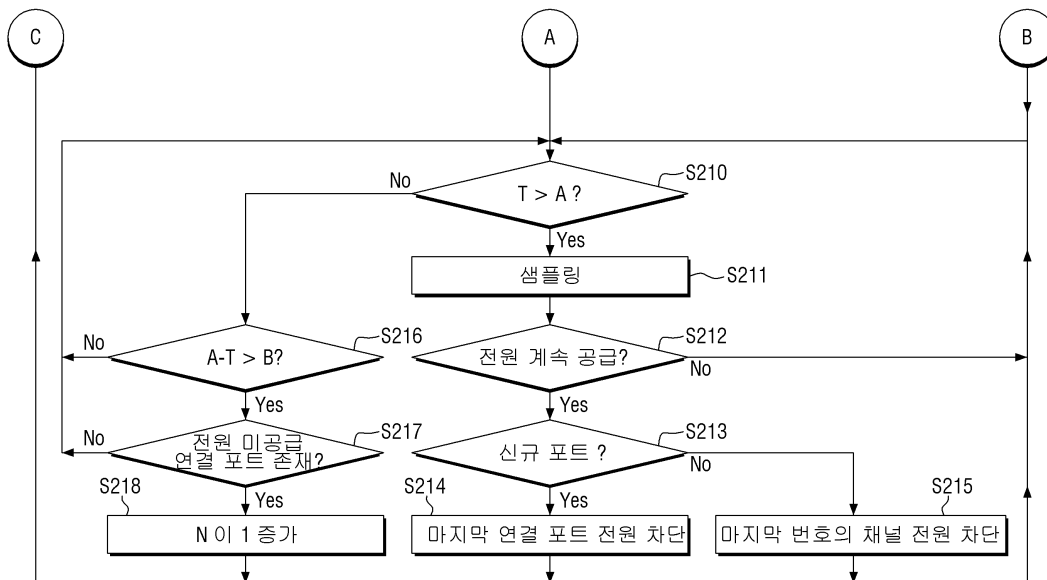 C
A
B
S210
No
T > A ?
Yes
샘플링
S211
S216
No
A-T > B?
Yes
S212
전원 계속 공급?
No
Yes
S217
No
전원 미공급
연결 포트 존재?
Yes
S213
신규 포트 ?
No
Yes
S218
N 이 1 증가
S214
마지막 연결 포트 전원 차단
S215
마지막 번호의 채널 전원 차단